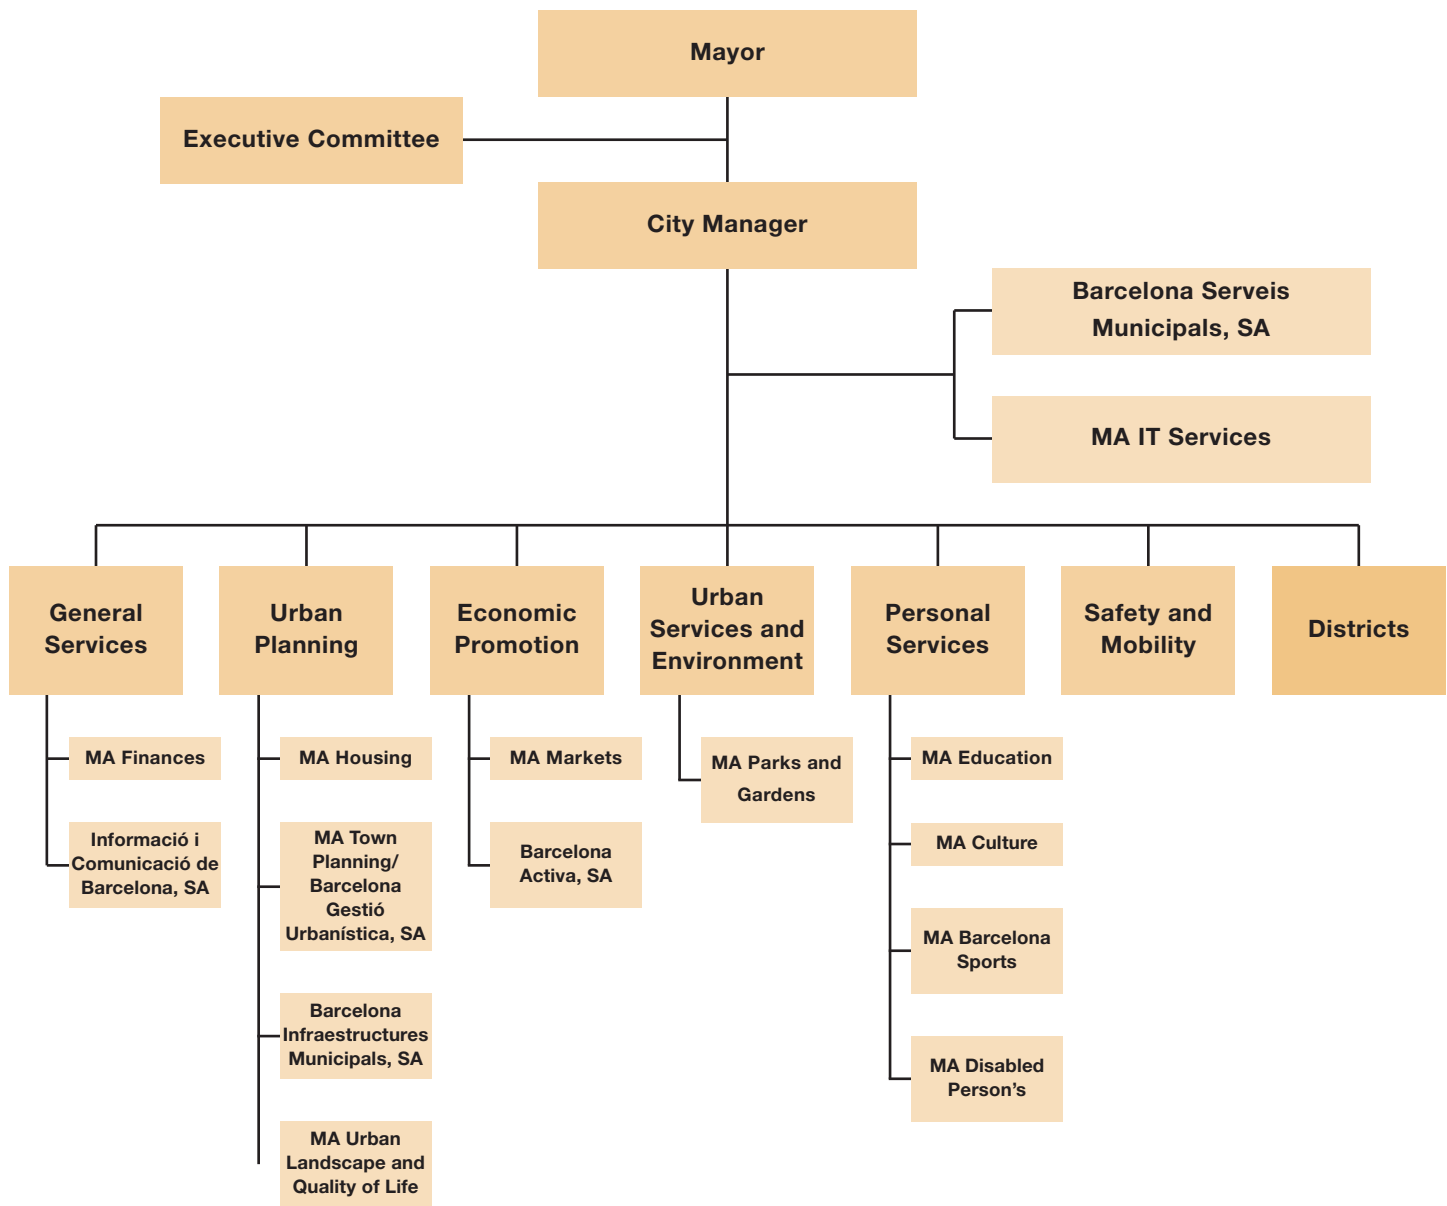 Mayor
Executive Committee
City Manager
Barcelona Serveis
Municipals, SA
MA IT Services
General
Services
Urban
Planning
Economic
Promotion
Urban
Services and
Environment
Personal
Services
Safety and
Mobility
Districts
MA Finances
Informació i
Comunicació de
Barcelona, SA
MA Housing
MA Town
Planning/
Barcelona
Gestió
Urbanística, SA
Barcelona
Infraestructures
Municipals, SA
MA Urban
Landscape and
Quality of Life
MA Markets
Barcelona
Activa, SA
MA Parks and
Gardens
MA Education
MA Culture
MA Barcelona
Sports
MA Disabled
Person’s